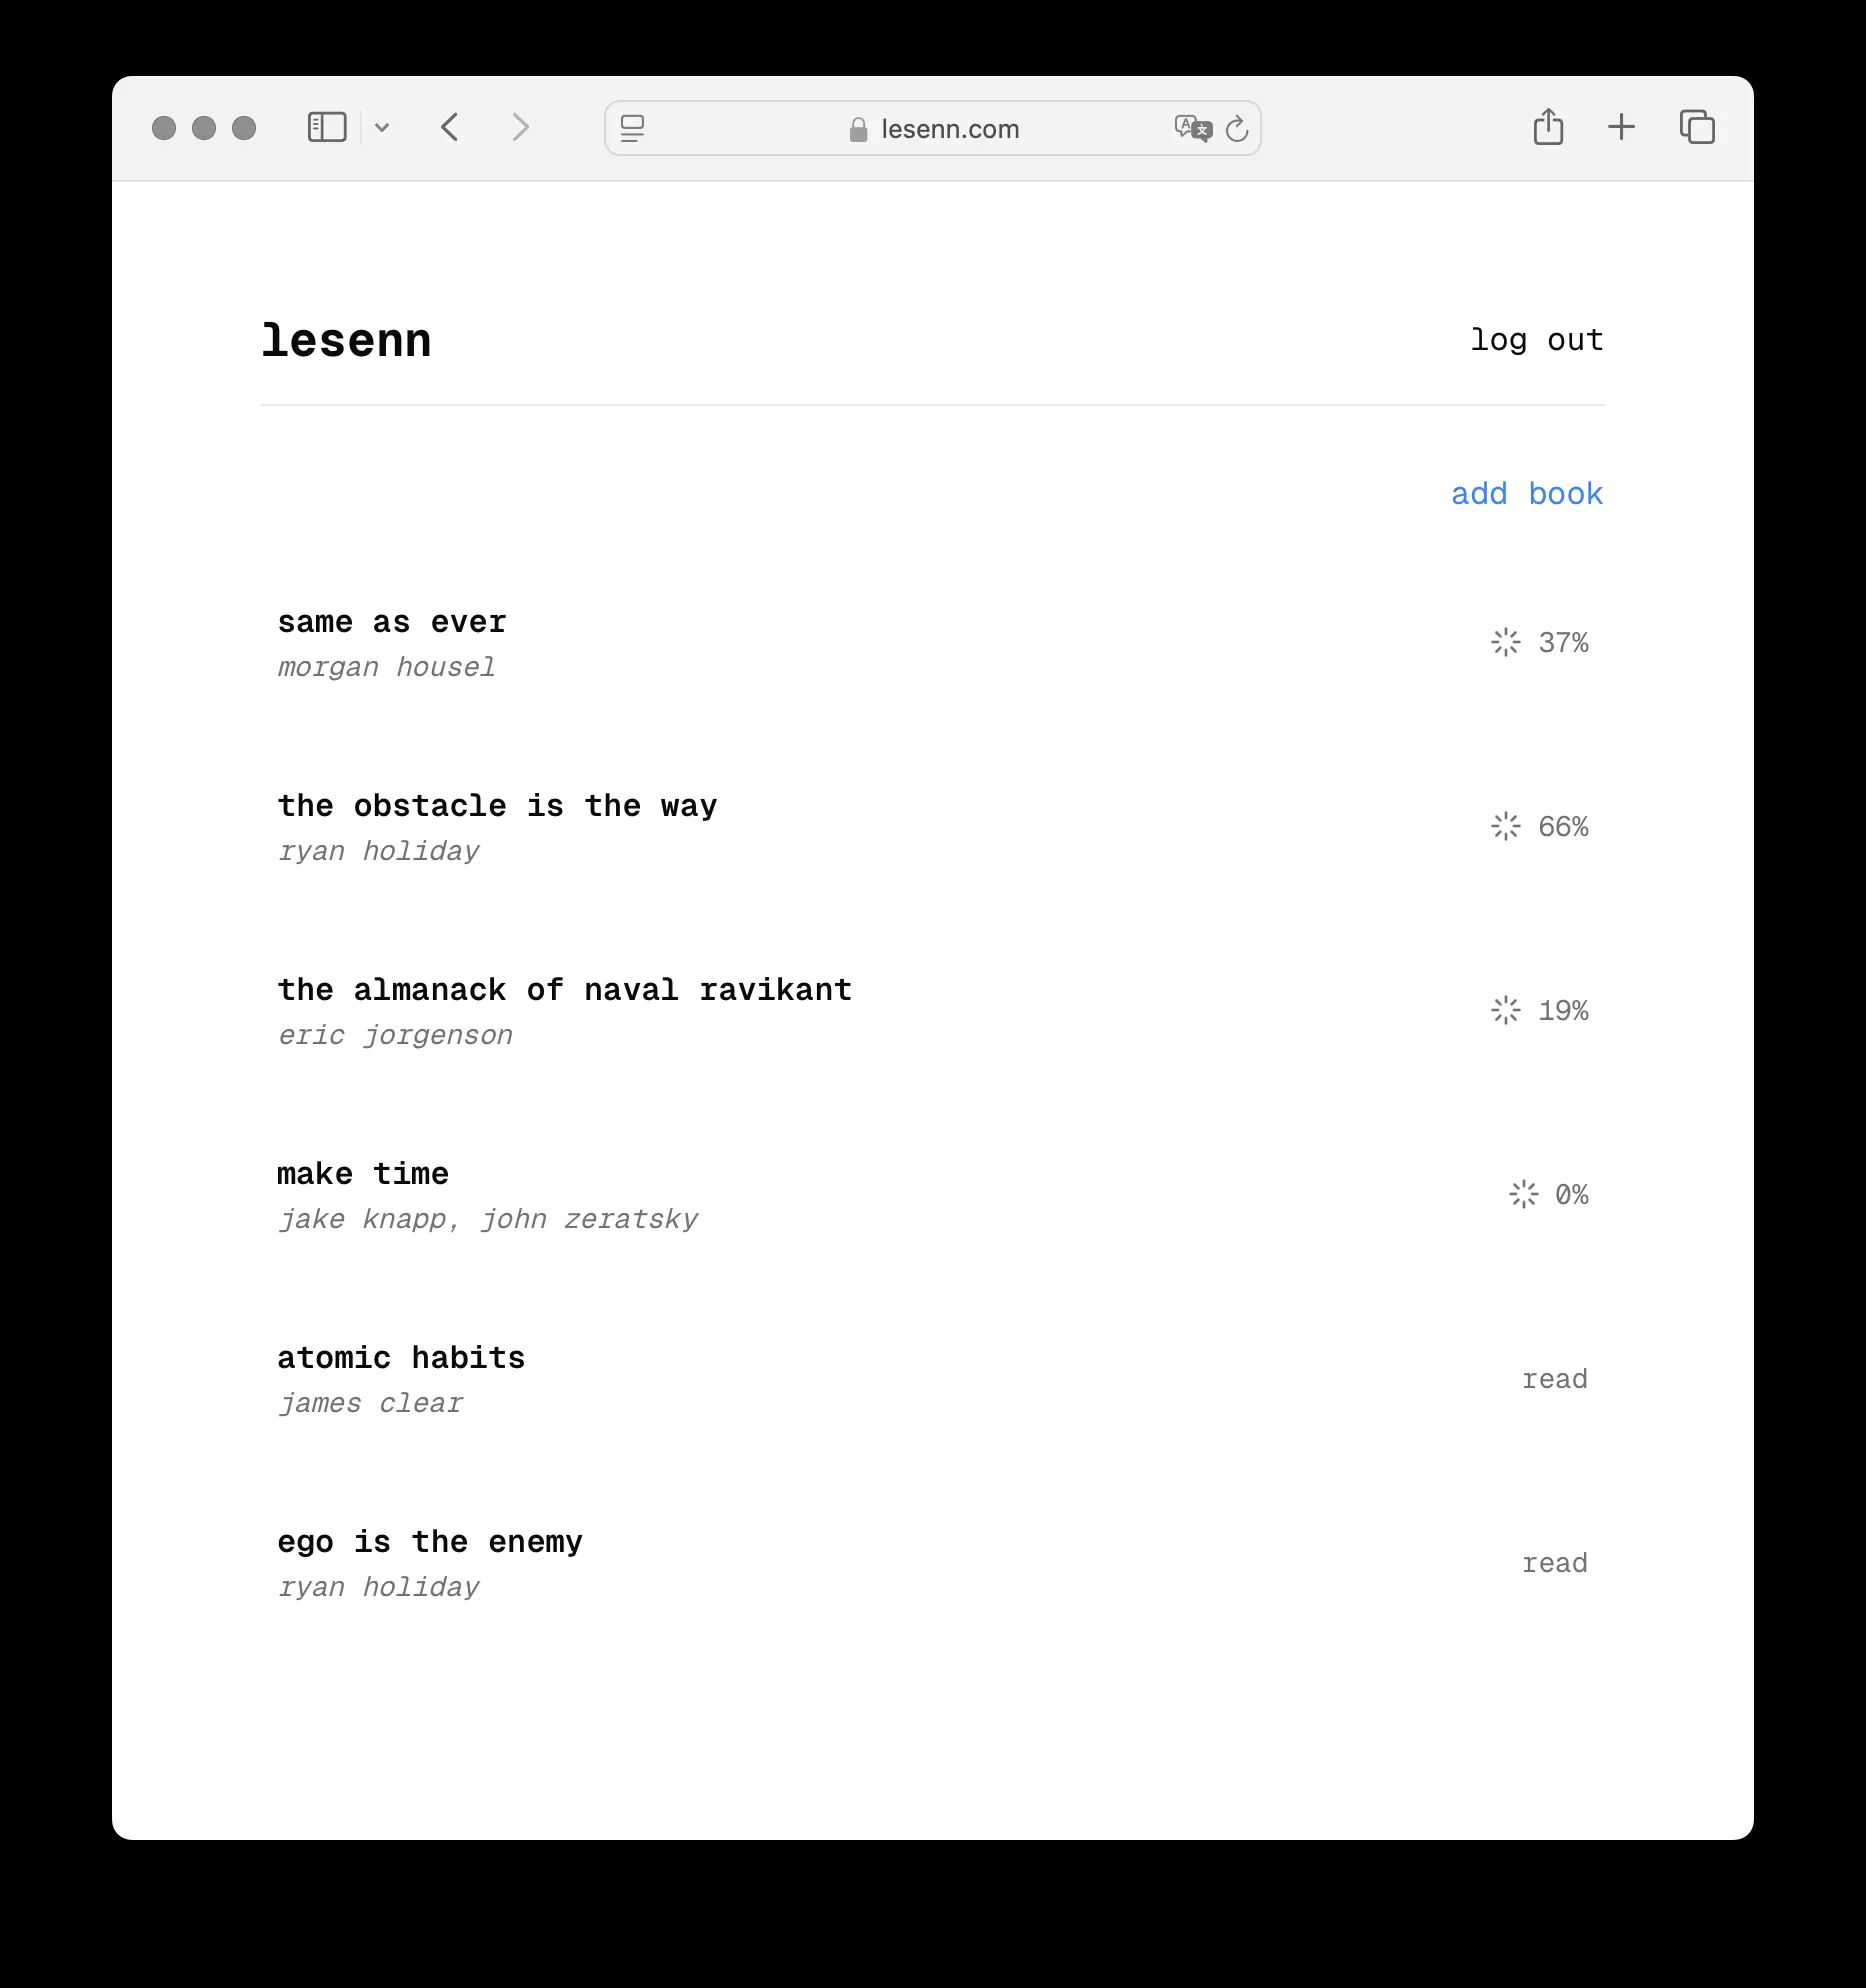 lesenn.com
lesenn
log out
add book
same as ever
morgan housel
37%
the obstacle is the way
ryan holiday
66%
the almanack of naval ravikant
eric jorgenson
19%
make time
jake knapp, john zeratsky
0%
atomic habits
james clear
read
ego is the enemy
ryan holiday
read